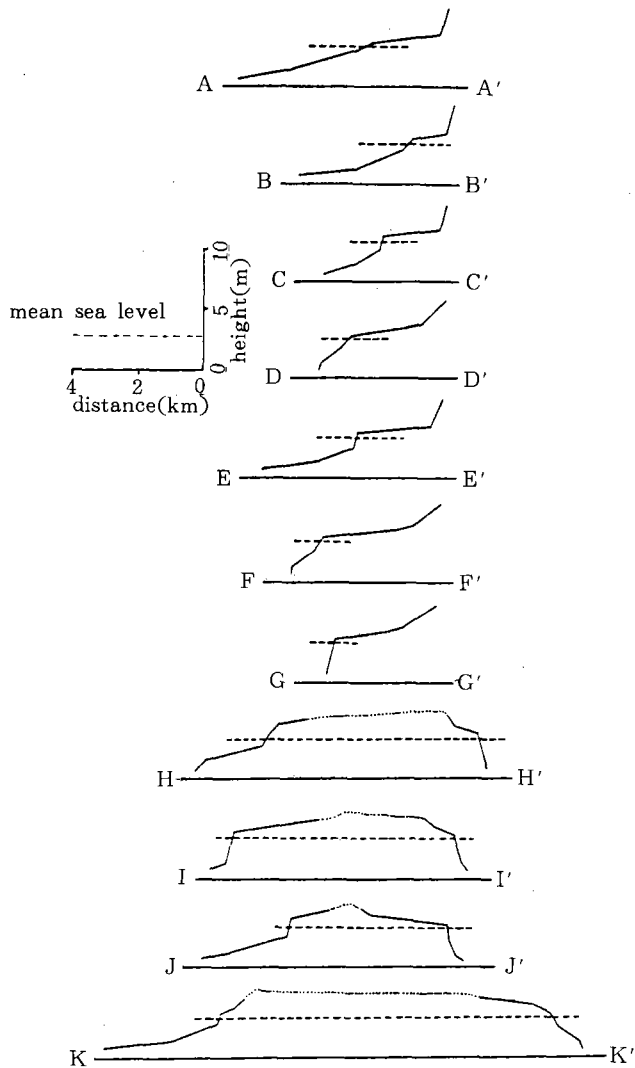 A A′
B B′
C C′
10
5
0
height(m)
mean sea level
4 2 0
distance(km)
D D′
E E′
F F′
G G′
H H′
I I′
J J′
K K′